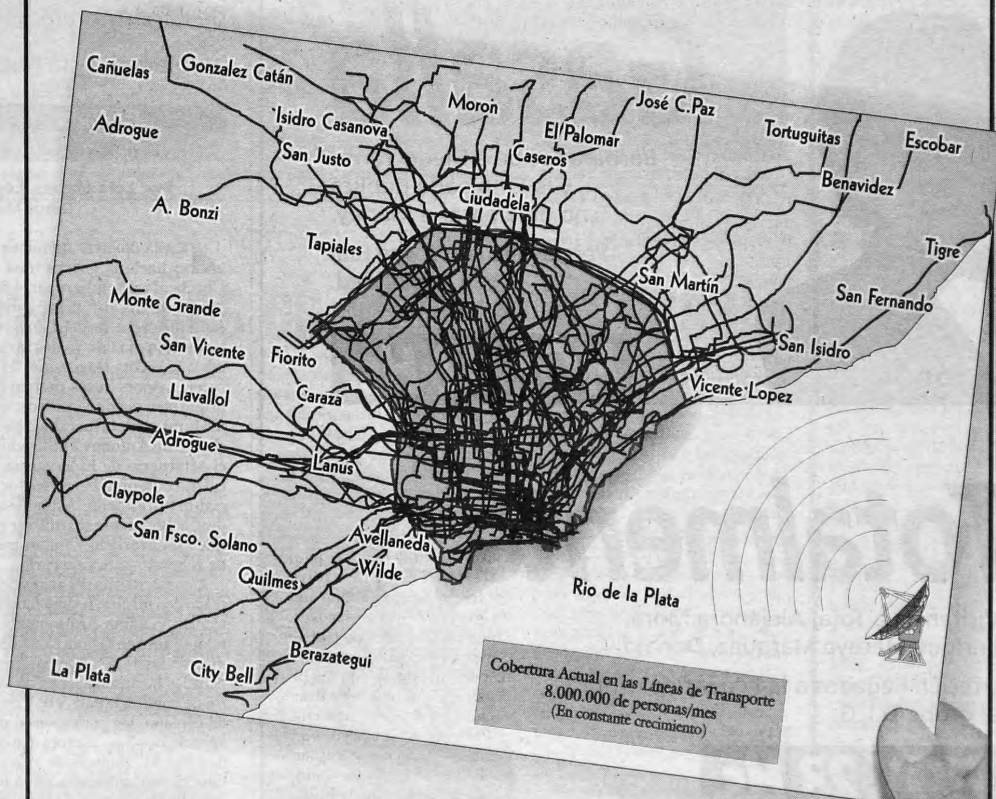 Cañuelas
Gonzalez Catán
Adrogue
Isidro Casanova
San Justo
A. Bonzi
Tapiales
Moron
José C.Paz
El Palomar
Caseros
Ciudadela
Tortuguitas
Escobar
Benavidez
Tigre
San Martín
San Fernando
San Isidro
Vicente Lopez
Monte Grande
San Vicente
Fiorito
Llavallol
Caraza
Adrogue
Lanus
Claypole
San Fsco. Solano
Avellaneda
Quilmes
Wilde
Rio de la Plata
Berazategui
La Plata
City Bell
Cobertura Actual en las Líneas de Transporte
8.000.000 de personas/mes
(En constante crecimiento)